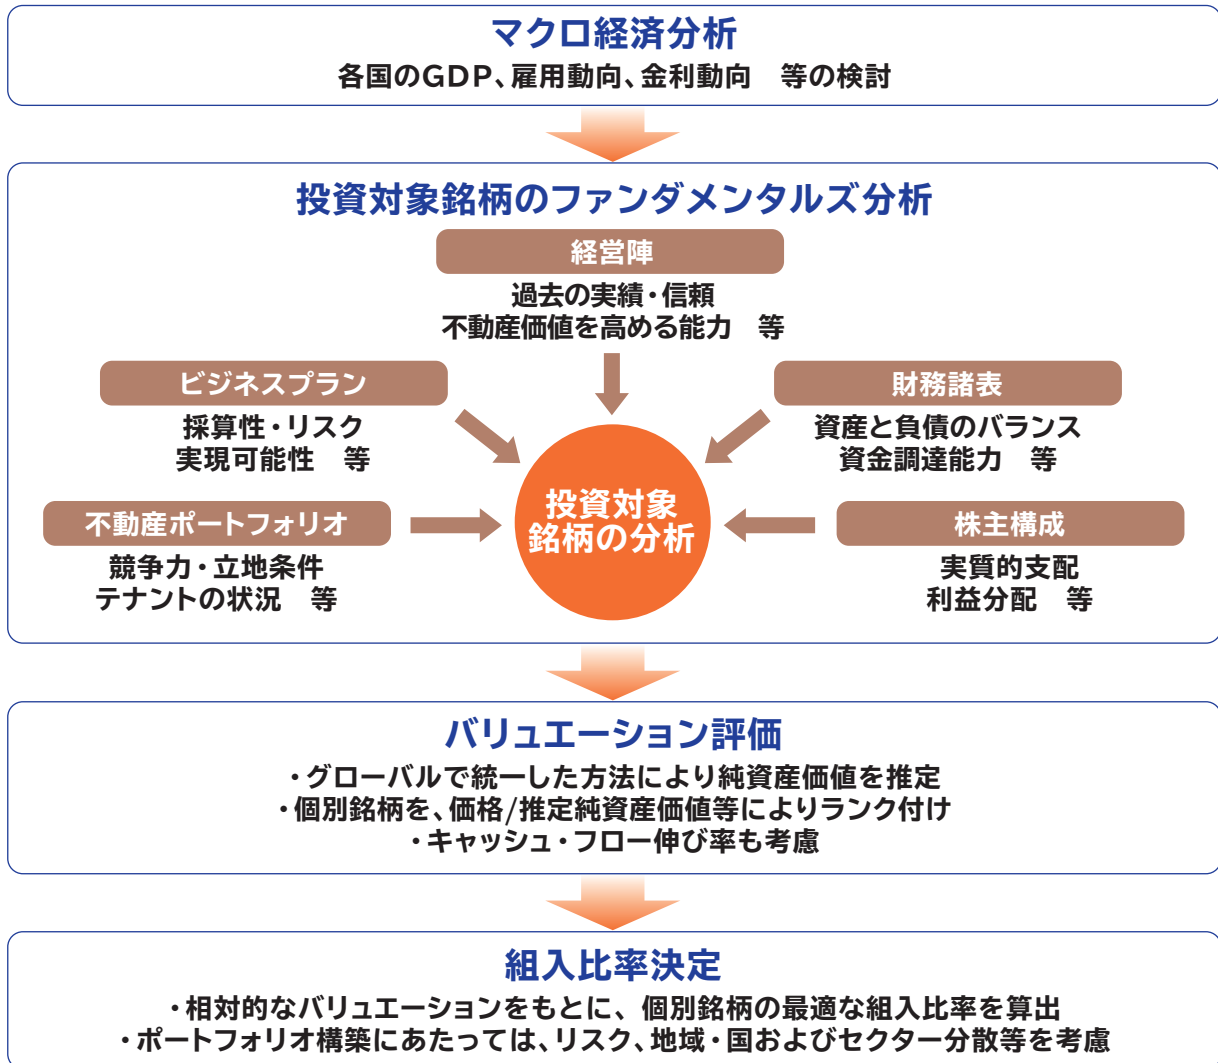 マクロ経済分析
各国のGDP、雇用動向、金利動向　等の検討
投資対象銘柄のファンダメンタルズ分析
経営陣
過去の実績・信頼
不動産価値を高める能力　等
ビジネスプラン
採算性・リスク
実現可能性　等
財務諸表
資産と負債のバランス
資金調達能力　等
不動産ポートフォリオ
競争力・立地条件
テナントの状況　等
投資対象
銘柄の分析
株主構成
実質的支配
利益分配　等
バリュエーション評価
・グローバルで統一した方法により純資産価値を推定
・個別銘柄を、価格/推定純資産価値等によりランク付け
・キャッシュ・フロー伸び率も考慮
組入比率決定
・相対的なバリュエーションをもとに、個別銘柄の最適な組入比率を算出
・ポートフォリオ構築にあたっては、リスク、地域・国およびセクター分散等を考慮